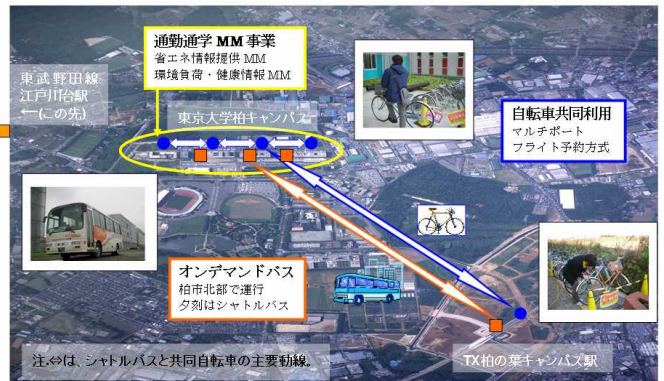 通勤通学 MM 事業
省エネ情報提供 MM
環境負荷・健康情報 MM
東武野田線
江戸川台駅
←(この先)
東京大学柏キャンパス
自転車共同利用
マルチポート
フライト予約方式
オンデマンドバス
柏市北部で運行
夕刻はシャトルバス
注.⇔は、シャトルバスと共同自転車の主要動線。
TX柏の葉キャンパス駅